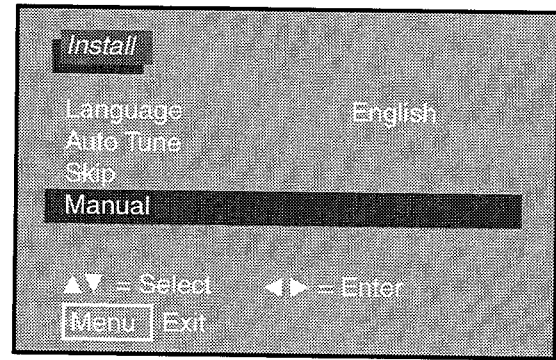 Install
Language English
Auto Tune
Skip
Manual
▲▼ = Select ◀▶ = Enter
Menu Exit